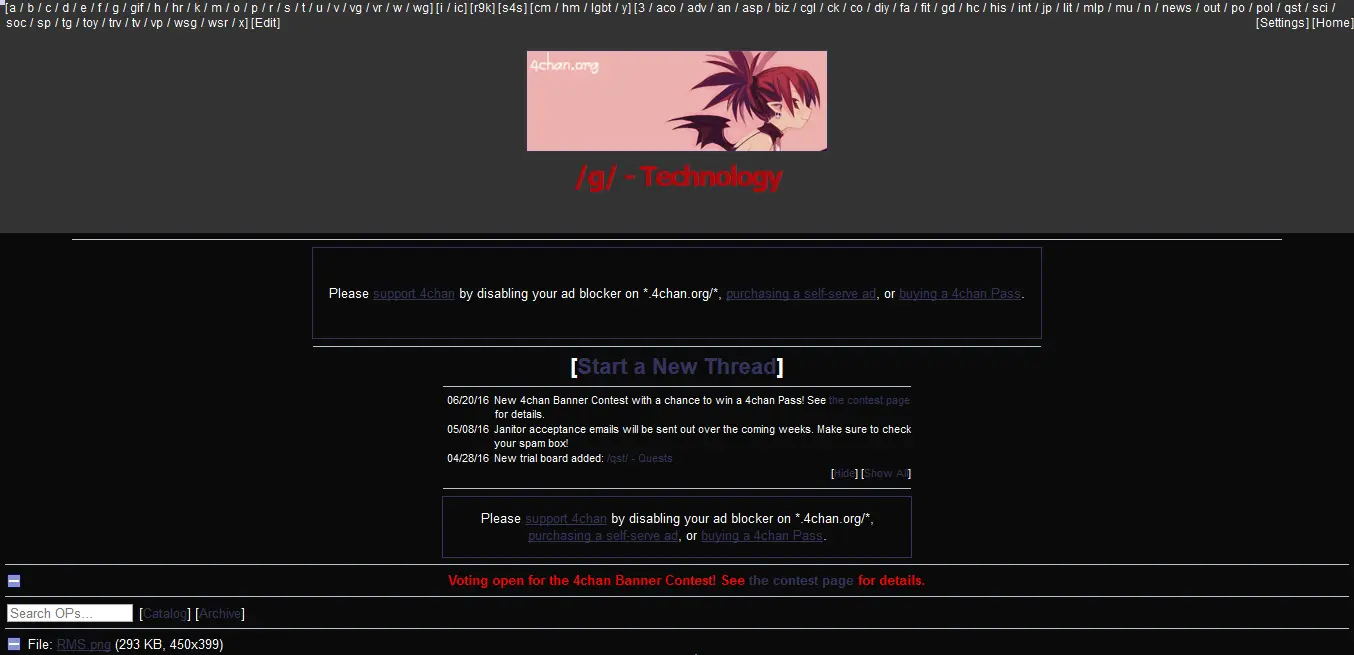 [a / b / c / d / e / f / g / gif / h / hr / k / m / o / p / r / s / t / u / v / vg / vr / w / wg] [i / ic] [r9k] [s4s] [cm / hm / lgbt / y] [3 / aco / adv / an / asp / biz / cgl / ck / co / diy / fa / fit / gd / hc / his / int / jp / lit / mlp / mu / n / news / out / po / pol / qst / sci /
soc / sp / tg / toy / trv / tv / vp / wsg / wsr / x] [Edit] [Settings] [Home]
4chan.org
/g/ - Technology
Please support 4chan by disabling your ad blocker on *.4chan.org/*, purchasing a self-serve ad, or buying a 4chan Pass.
[Start a New Thread]
06/20/16 New 4chan Banner Contest with a chance to win a 4chan Pass! See the contest page
for details.
05/08/16 Janitor acceptance emails will be sent out over the coming weeks. Make sure to check
your spam box!
04/28/16 New trial board added: /qst/ - Quests
[Hide] [Show All]
Please support 4chan by disabling your ad blocker on *.4chan.org/*,
purchasing a self-serve ad, or buying a 4chan Pass.
Voting open for the 4chan Banner Contest! See the contest page for details.
Search OPs... [Catalog] [Archive]
File: RMS.png (293 KB, 450x399)